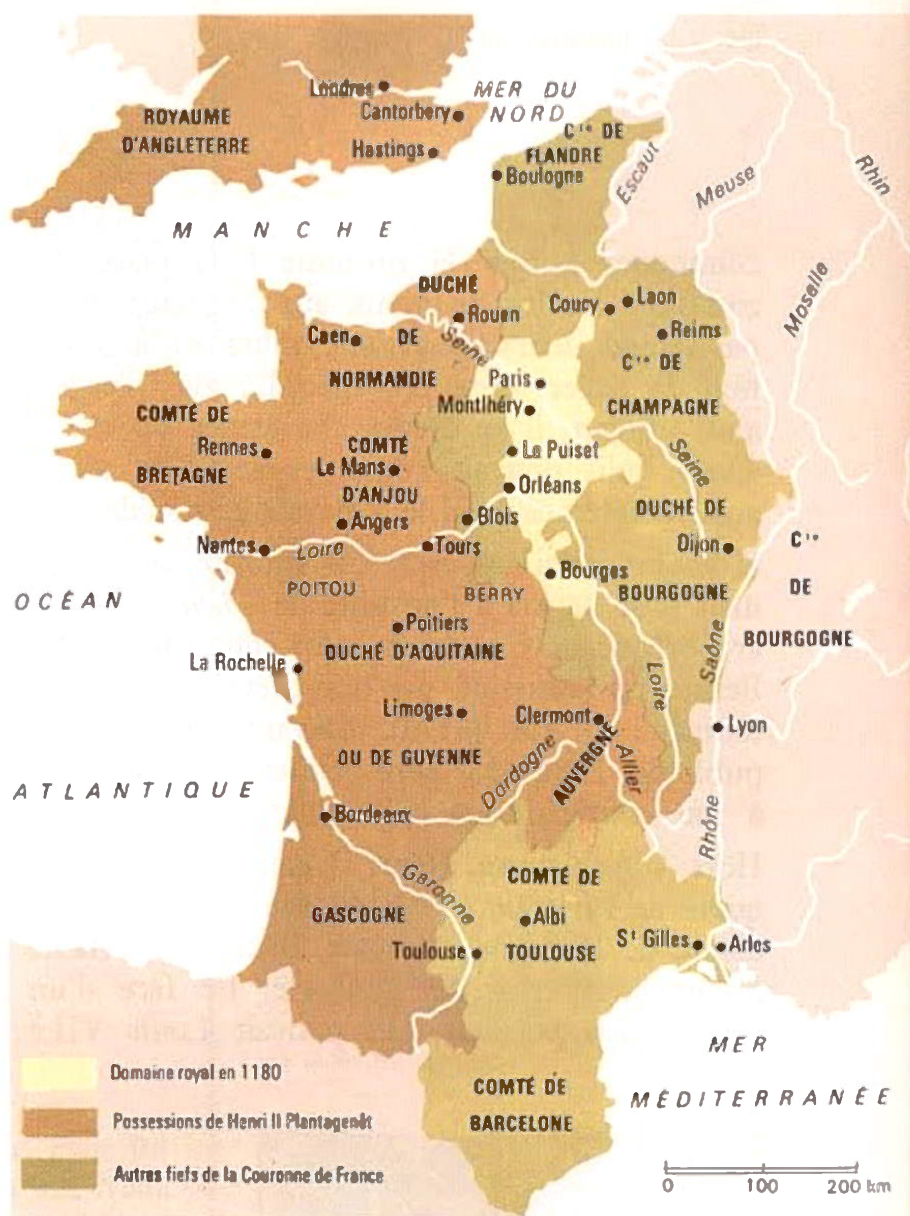 Londres
MER DU
NORD
ROYAUME
D'ANGLETERRE
Cantorbery
Hastings
Cte DE
FLANDRE
Boulogne
Escaut
Meuse
Rhin
MANCHE
Moselle
DUCHÉ
Rouen
Coucy
Laon
Reims
Caen
DE
Seine
Cte DE
NORMANDIE
Paris
Montlhéry
CHAMPAGNE
COMTÉ DE
Rennes
BRETAGNE
COMTÉ
Le Mans
D'ANJOU
Angers
Le Puiset
Orléans
Seine
Blois
DUCHÉ DE
Dijon
Cte
Nantes
Loire
Tours
Bourges
BOURGOGNE
DE
OCÉAN
POITOU
BERRY
BOURGOGNE
Poitiers
DUCHÉ D'AQUITAINE
Saône
La Rochelle
Limoges
Clermont
Loire
Lyon
OU DE GUYENNE
Dordogne
AUVERGNE
Allier
ATLANTIQUE
Bordeaux
Rhône
Garonne
COMTÉ DE
GASCOGNE
Albi
Toulouse
TOULOUSE
St Gilles
Arles
MER
MÉDITERRANÉE
COMTÉ DE
BARCELONE
Domaine royal en 1180
Possessions de Henri II Plantagenêt
Autres fiefs de la Couronne de France
0 100 200 km